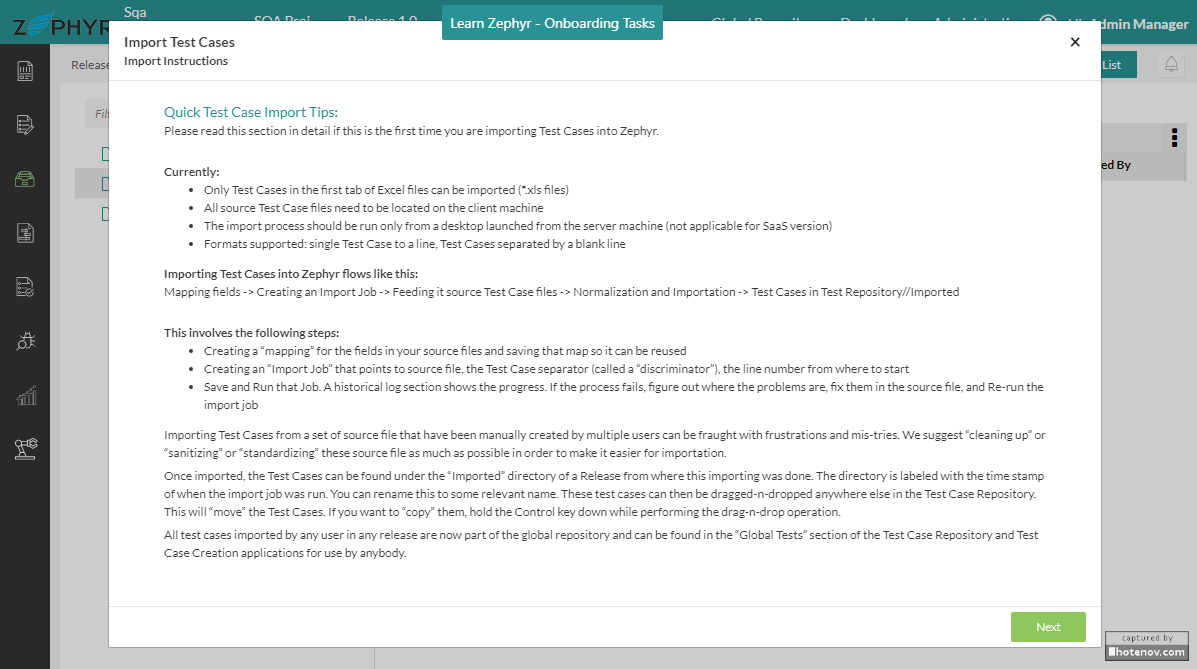 ZEPHYR
Sqa
SQA Proj
Release 1.0
Learn Zephyr - Onboarding Tasks
Admin Manager
Release
List
Import Test Cases
Import Instructions
Quick Test Case Import Tips:
Please read this section in detail if this is the first time you are importing Test Cases into Zephyr.
Currently:
Only Test Cases in the first tab of Excel files can be imported (*.xls files)
All source Test Case files need to be located on the client machine
The import process should be run only from a desktop launched from the server machine (not applicable for SaaS version)
Formats supported: single Test Case to a line, Test Cases separated by a blank line
Importing Test Cases into Zephyr flows like this:
Mapping fields -> Creating an Import Job -> Feeding it source Test Case files -> Normalization and Importation -> Test Cases in Test Repository//Imported
This involves the following steps:
Creating a “mapping” for the fields in your source files and saving that map so it can be reused
Creating an “Import Job” that points to source file, the Test Case separator (called a “discriminator”), the line number from where to start
Save and Run that Job. A historical log section shows the progress. If the process fails, figure out where the problems are, fix them in the source file, and Re-run the
import job
Importing Test Cases from a set of source file that have been manually created by multiple users can be fraught with frustrations and mis-tries. We suggest “cleaning up” or
“sanitizing” or “standardizing” these source file as much as possible in order to make it easier for importation.
Once imported, the Test Cases can be found under the “Imported” directory of a Release from where this importing was done. The directory is labeled with the time stamp
of when the import job was run. You can rename this to some relevant name. These test cases can then be dragged-n-dropped anywhere else in the Test Case Repository.
This will “move” the Test Cases. If you want to “copy” them, hold the Control key down while performing the drag-n-drop operation.
All test cases imported by any user in any release are now part of the global repository and can be found in the “Global Tests” section of the Test Case Repository and Test
Case Creation applications for use by anybody.
ed By
Next
captured by
hotenov.com